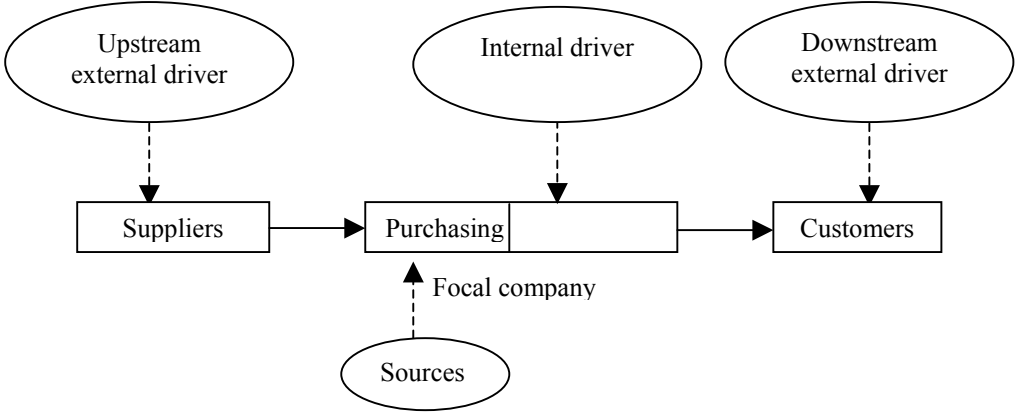 Upstream
external driver
Internal driver
Downstream
external driver
Suppliers
Purchasing
Customers
Focal company
Sources